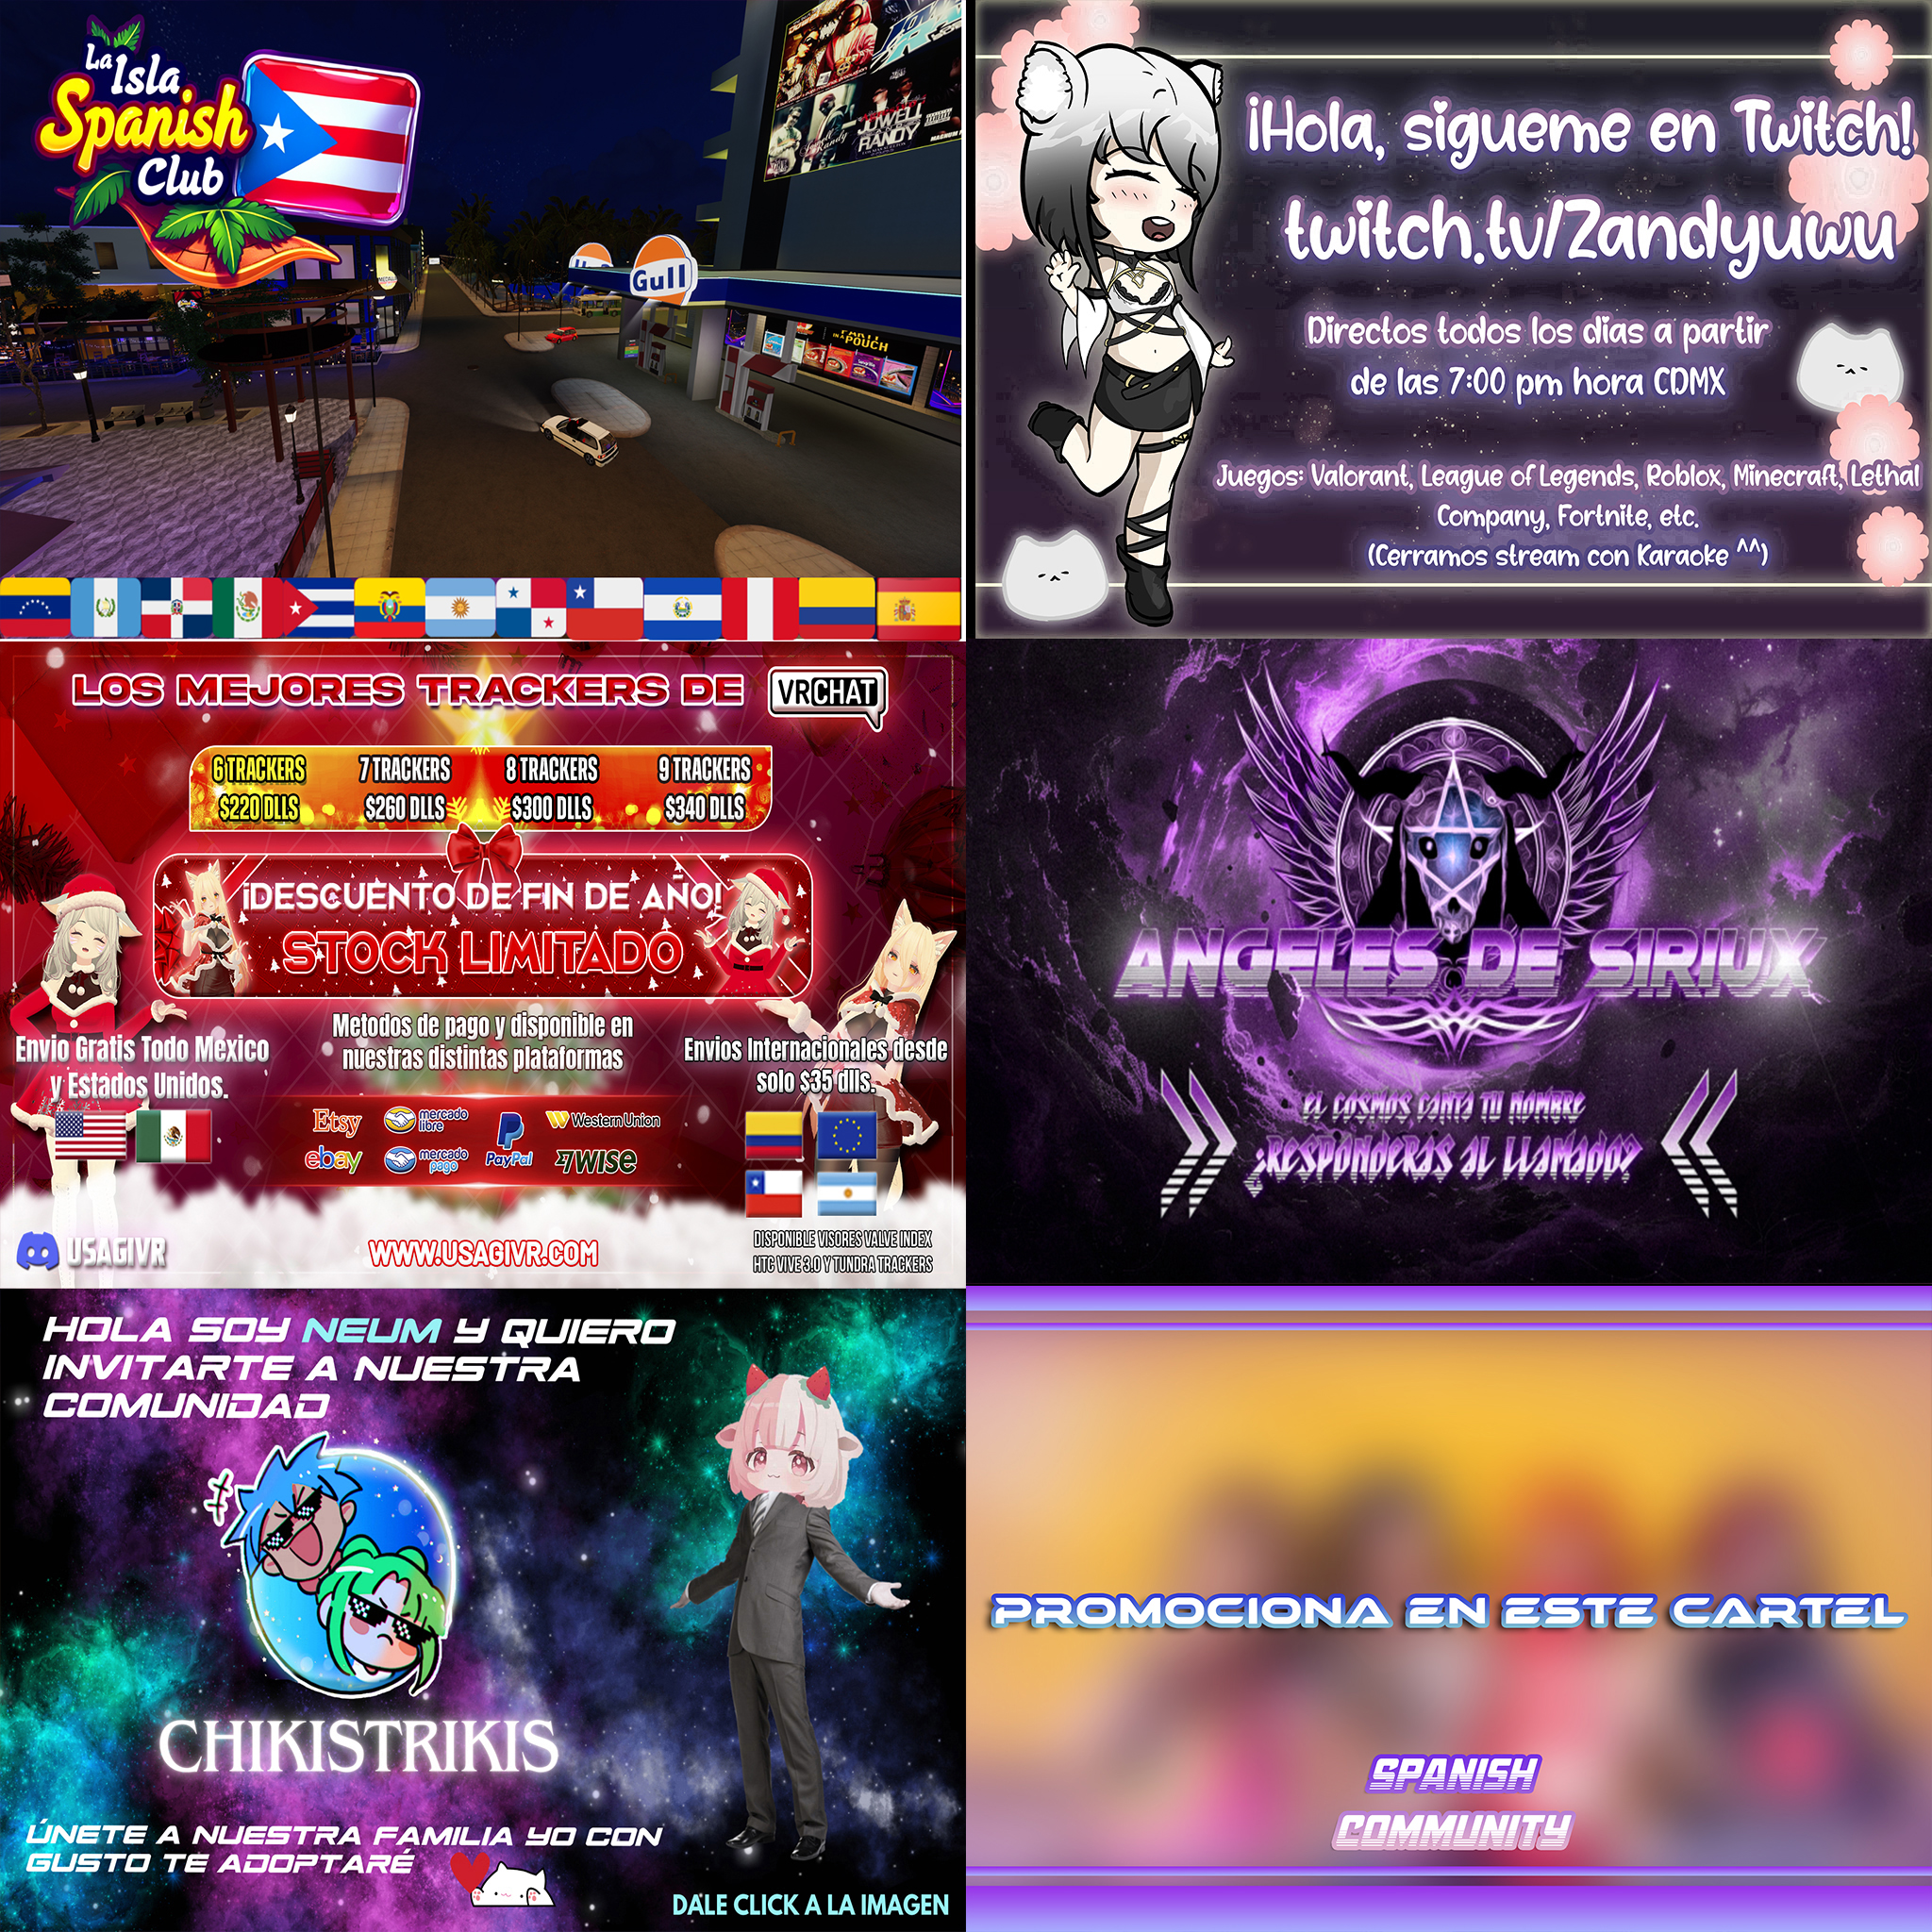 La Isla
Spanish
Club
Gull
JOWELL
RANDY
POUCH
¡Hola, sigueme en Twitch!
twitch.tv/Zandyuwu
Directos todos los dias a partir
de las 7:00 pm hora CDMX
Juegos: Valorant, League of Legends, Roblox, Minecraft, Lethal
Company, Fortnite, etc.
(Cerramos stream con Karaoke ^^)
LOS MEJORES TRACKERS DE VRCHAT
6 TRACKERS 7 TRACKERS 8 TRACKERS 9 TRACKERS
$220 DLLS $260 DLLS $300 DLLS $340 DLLS
¡DESCUENTO DE FIN DE AÑO!
STOCK LIMITADO
Envio Gratis Todo Mexico
y Estados Unidos.
Metodos de pago y disponible en
nuestras distintas plataformas
Envios Internacionales desde
solo $35 dlls.
Etsy mercado libre PayPal WesternUnion
ebay mercado pago WISE
USAGIVR
WWW.USAGIVR.COM
DISPONIBLE VISORES VALVE INDEX
HTC VIVE 3.0 Y TUNDRA TRACKERS
ANGELES DE SIRIUX
EL COSMOS CANTA TU NOMBRE
¿RESPONDERAS AL LLAMADO?
HOLA SOY NEUM Y QUIERO
INVITARTE A NUESTRA
COMUNIDAD
CHIKISTRIKIS
ÚNETE A NUESTRA FAMILIA YO CON
GUSTO TE ADOPTARÉ
DALE CLICK A LA IMAGEN
PROMOCIONA EN ESTE CARTEL
SPANISH
COMMUNITY